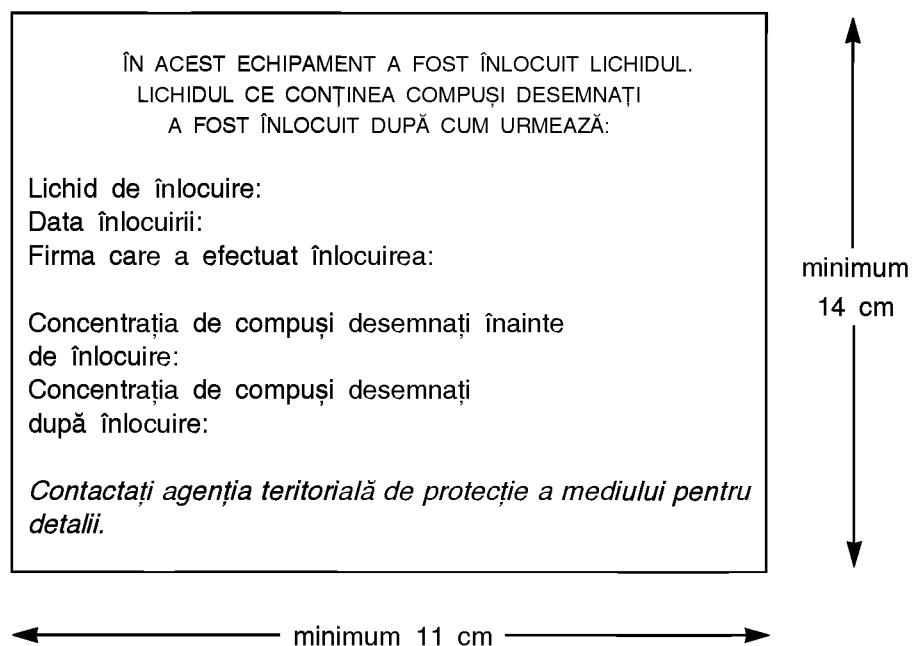 ÎN ACEST ECHIPAMENT A FOST ÎNLOCUIT LICHIDUL.
LICHIDUL CE CONȚINEA COMPUȘI DESEMNAȚI
A FOST ÎNLOCUIT DUPĂ CUM URMEAZĂ:
Lichid de înlocuire:
Data înlocuirii:
Firma care a efectuat înlocuirea:
Concentrația de compuși desemnați înainte
de înlocuire:
Concentrația de compuși desemnați
după înlocuire:
Contactați agenția teritorială de protecție a mediului pentru
detalii.
minimum
14 cm
minimum 11 cm